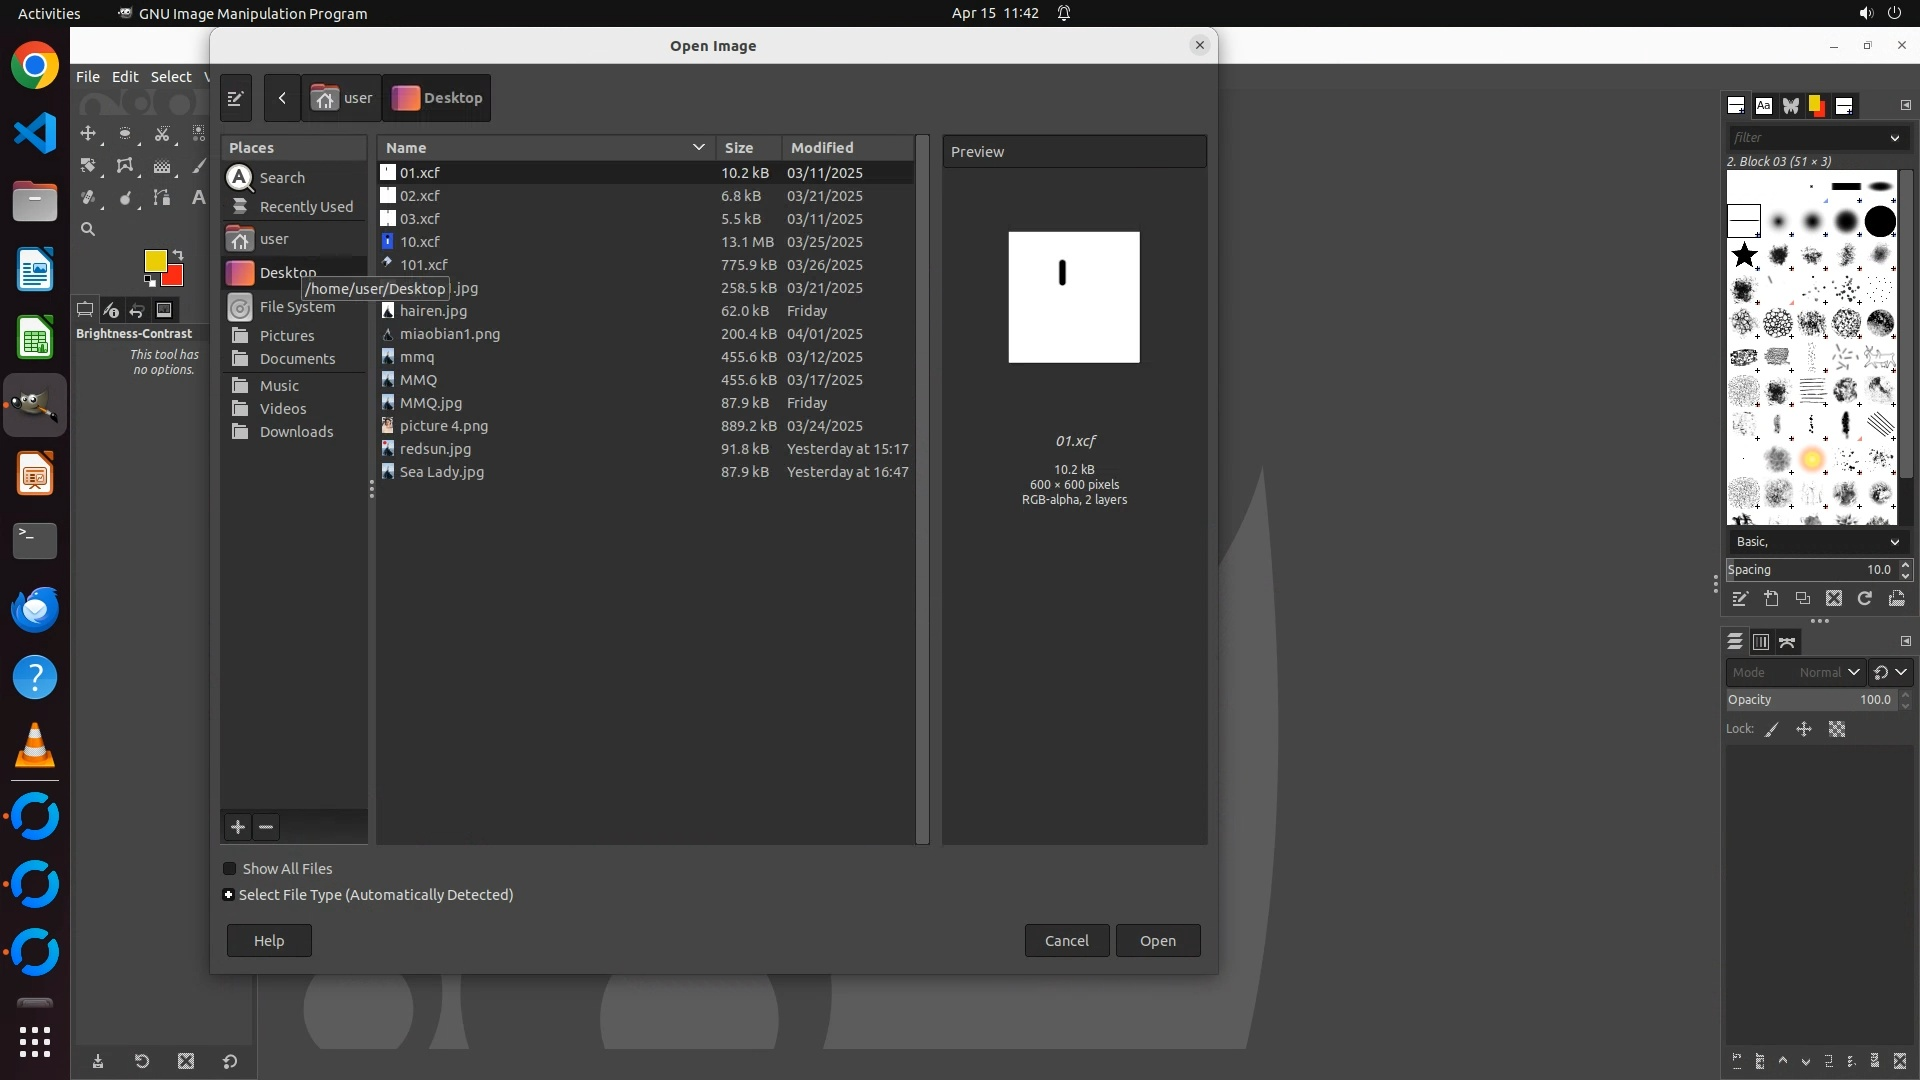 Activities
GNU Image Manipulation Program
Apr 15 11:42
Open Image
File Edit Select
user
Desktop
Places
Search
Recently Used
user
Desktop
/home/user/Desktop
File System
Pictures
Documents
Music
Videos
Downloads
Name Size Modified
01.xcf 10.2 kB 03/11/2025
02.xcf 6.8 kB 03/21/2025
03.xcf 5.5 kB 03/11/2025
10.xcf 13.1 MB 03/25/2025
101.xcf 775.9 kB 03/26/2025
.jpg 258.5 kB 03/21/2025
hairen.jpg 62.0 kB Friday
miaobian1.png 200.4 kB 04/01/2025
mmq 455.6 kB 03/12/2025
MMQ 455.6 kB 03/17/2025
MMQ.jpg 87.9 kB Friday
picture 4.png 889.2 kB 03/24/2025
redsun.jpg 91.8 kB Yesterday at 15:17
Sea Lady.jpg 87.9 kB Yesterday at 16:47
Preview
01.xcf
10.2 kB
600 × 600 pixels
RGB-alpha, 2 layers
Show All Files
Select File Type (Automatically Detected)
Help
Cancel
Open
Brightness-Contrast
This tool has
no options.
filter
2. Block 03 (51 × 3)
Basic,
Spacing 10.0
Mode Normal
Opacity 100.0
Lock: